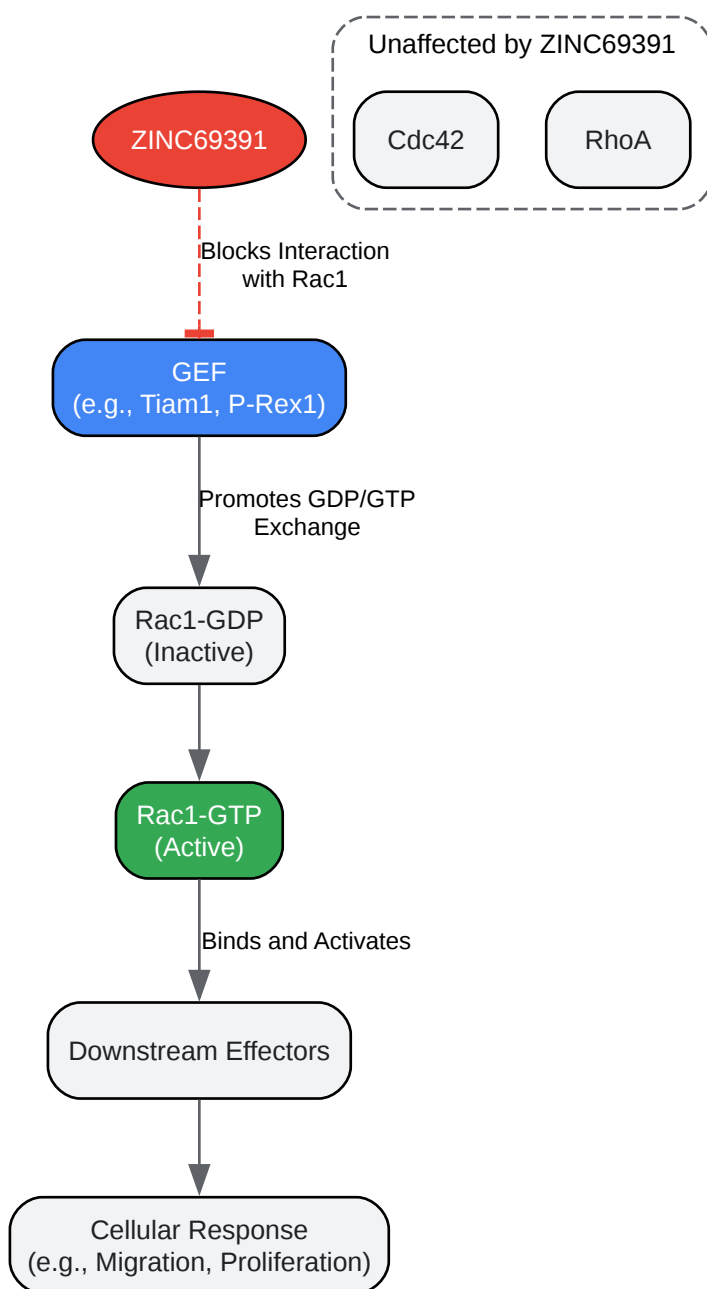 Unaffected by ZINC69391
ZINC69391
Cdc42
RhoA
Blocks Interaction
with Rac1
GEF
(e.g., Tiam1, P-Rex1)
Promotes GDP/GTP
Exchange
Rac1-GDP
(Inactive)
Rac1-GTP
(Active)
Binds and Activates
Downstream Effectors
Cellular Response
(e.g., Migration, Proliferation)